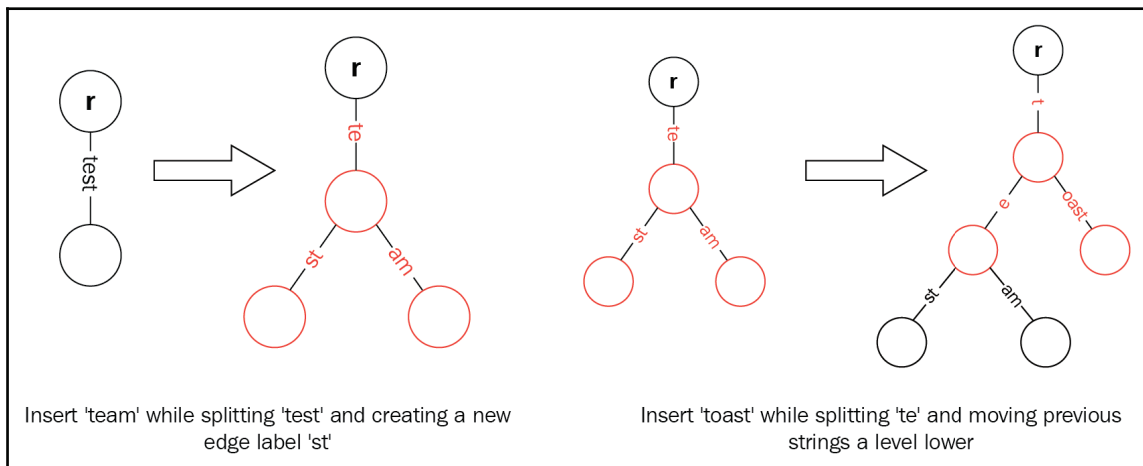 r
test
r
te
st
am
r
te
st
am
r
t
e
oast
st
am
Insert 'team' while splitting 'test' and creating a new
edge label 'st'
Insert 'toast' while splitting 'te' and moving previous
strings a level lower